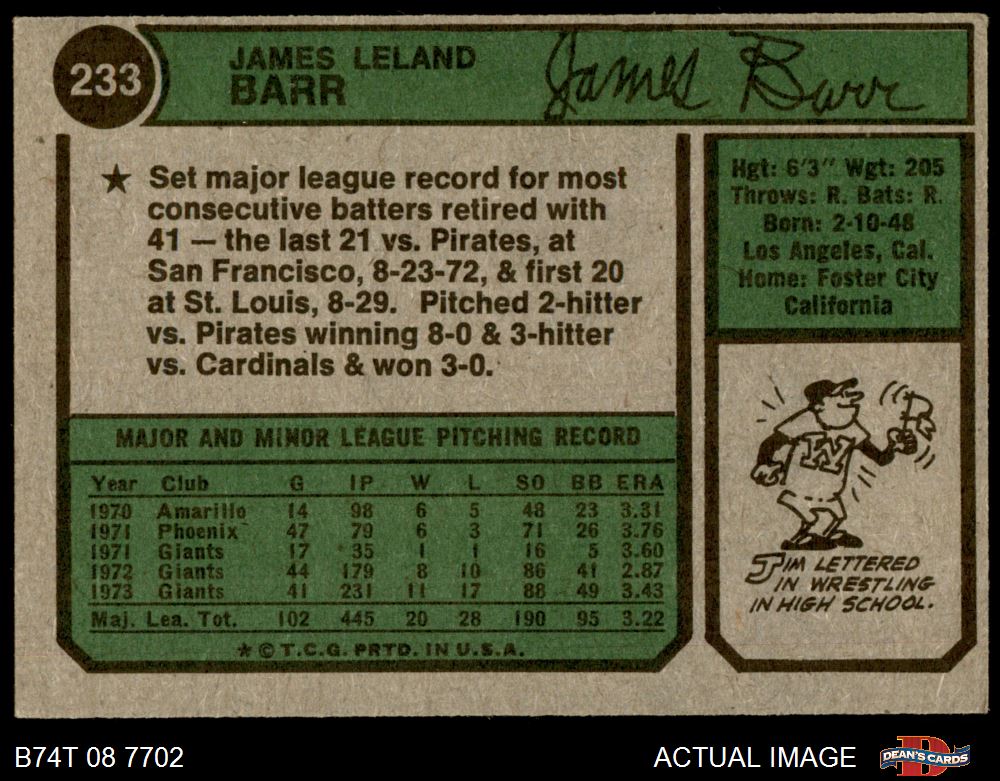 233
JAMES LELAND
BARR
James Barr
★ Set major league record for most
consecutive batters retired with
41 — the last 21 vs. Pirates, at
San Francisco, 8-23-72, & first 20
at St. Louis, 8-29. Pitched 2-hitter
vs. Pirates winning 8-0 & 3-hitter
vs. Cardinals & won 3-0.
Hgt: 6'3" Wgt: 205
Throws: R. Bats: R.
Born: 2-10-48
Los Angeles, Cal.
Home: Foster City
California
MAJOR AND MINOR LEAGUE PITCHING RECORD
Year Club G IP W L SO BB ERA
1970 Amarillo 14 98 6 5 48 23 3.31
1971 Phoenix 47 79 6 3 71 26 3.76
1971 Giants 17 35 1 1 16 5 3.60
1972 Giants 44 179 8 10 86 41 2.87
1973 Giants 41 231 11 17 88 49 3.43
Maj. Lea. Tot. 102 445 20 28 190 95 3.22
★ © T.C.G. PRTD. IN U.S.A.
W
JIM LETTERED
IN WRESTLING
IN HIGH SCHOOL.
B74T 08 7702
ACTUAL IMAGE
DEAN'S CARDS